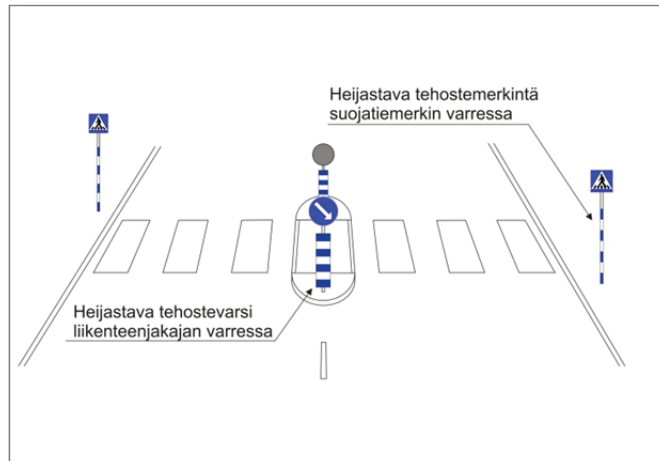 Heijastava tehostemerkintä
suojatiemerkin varressa
Heijastava tehostevarsi
liikenteenjakajan varressa